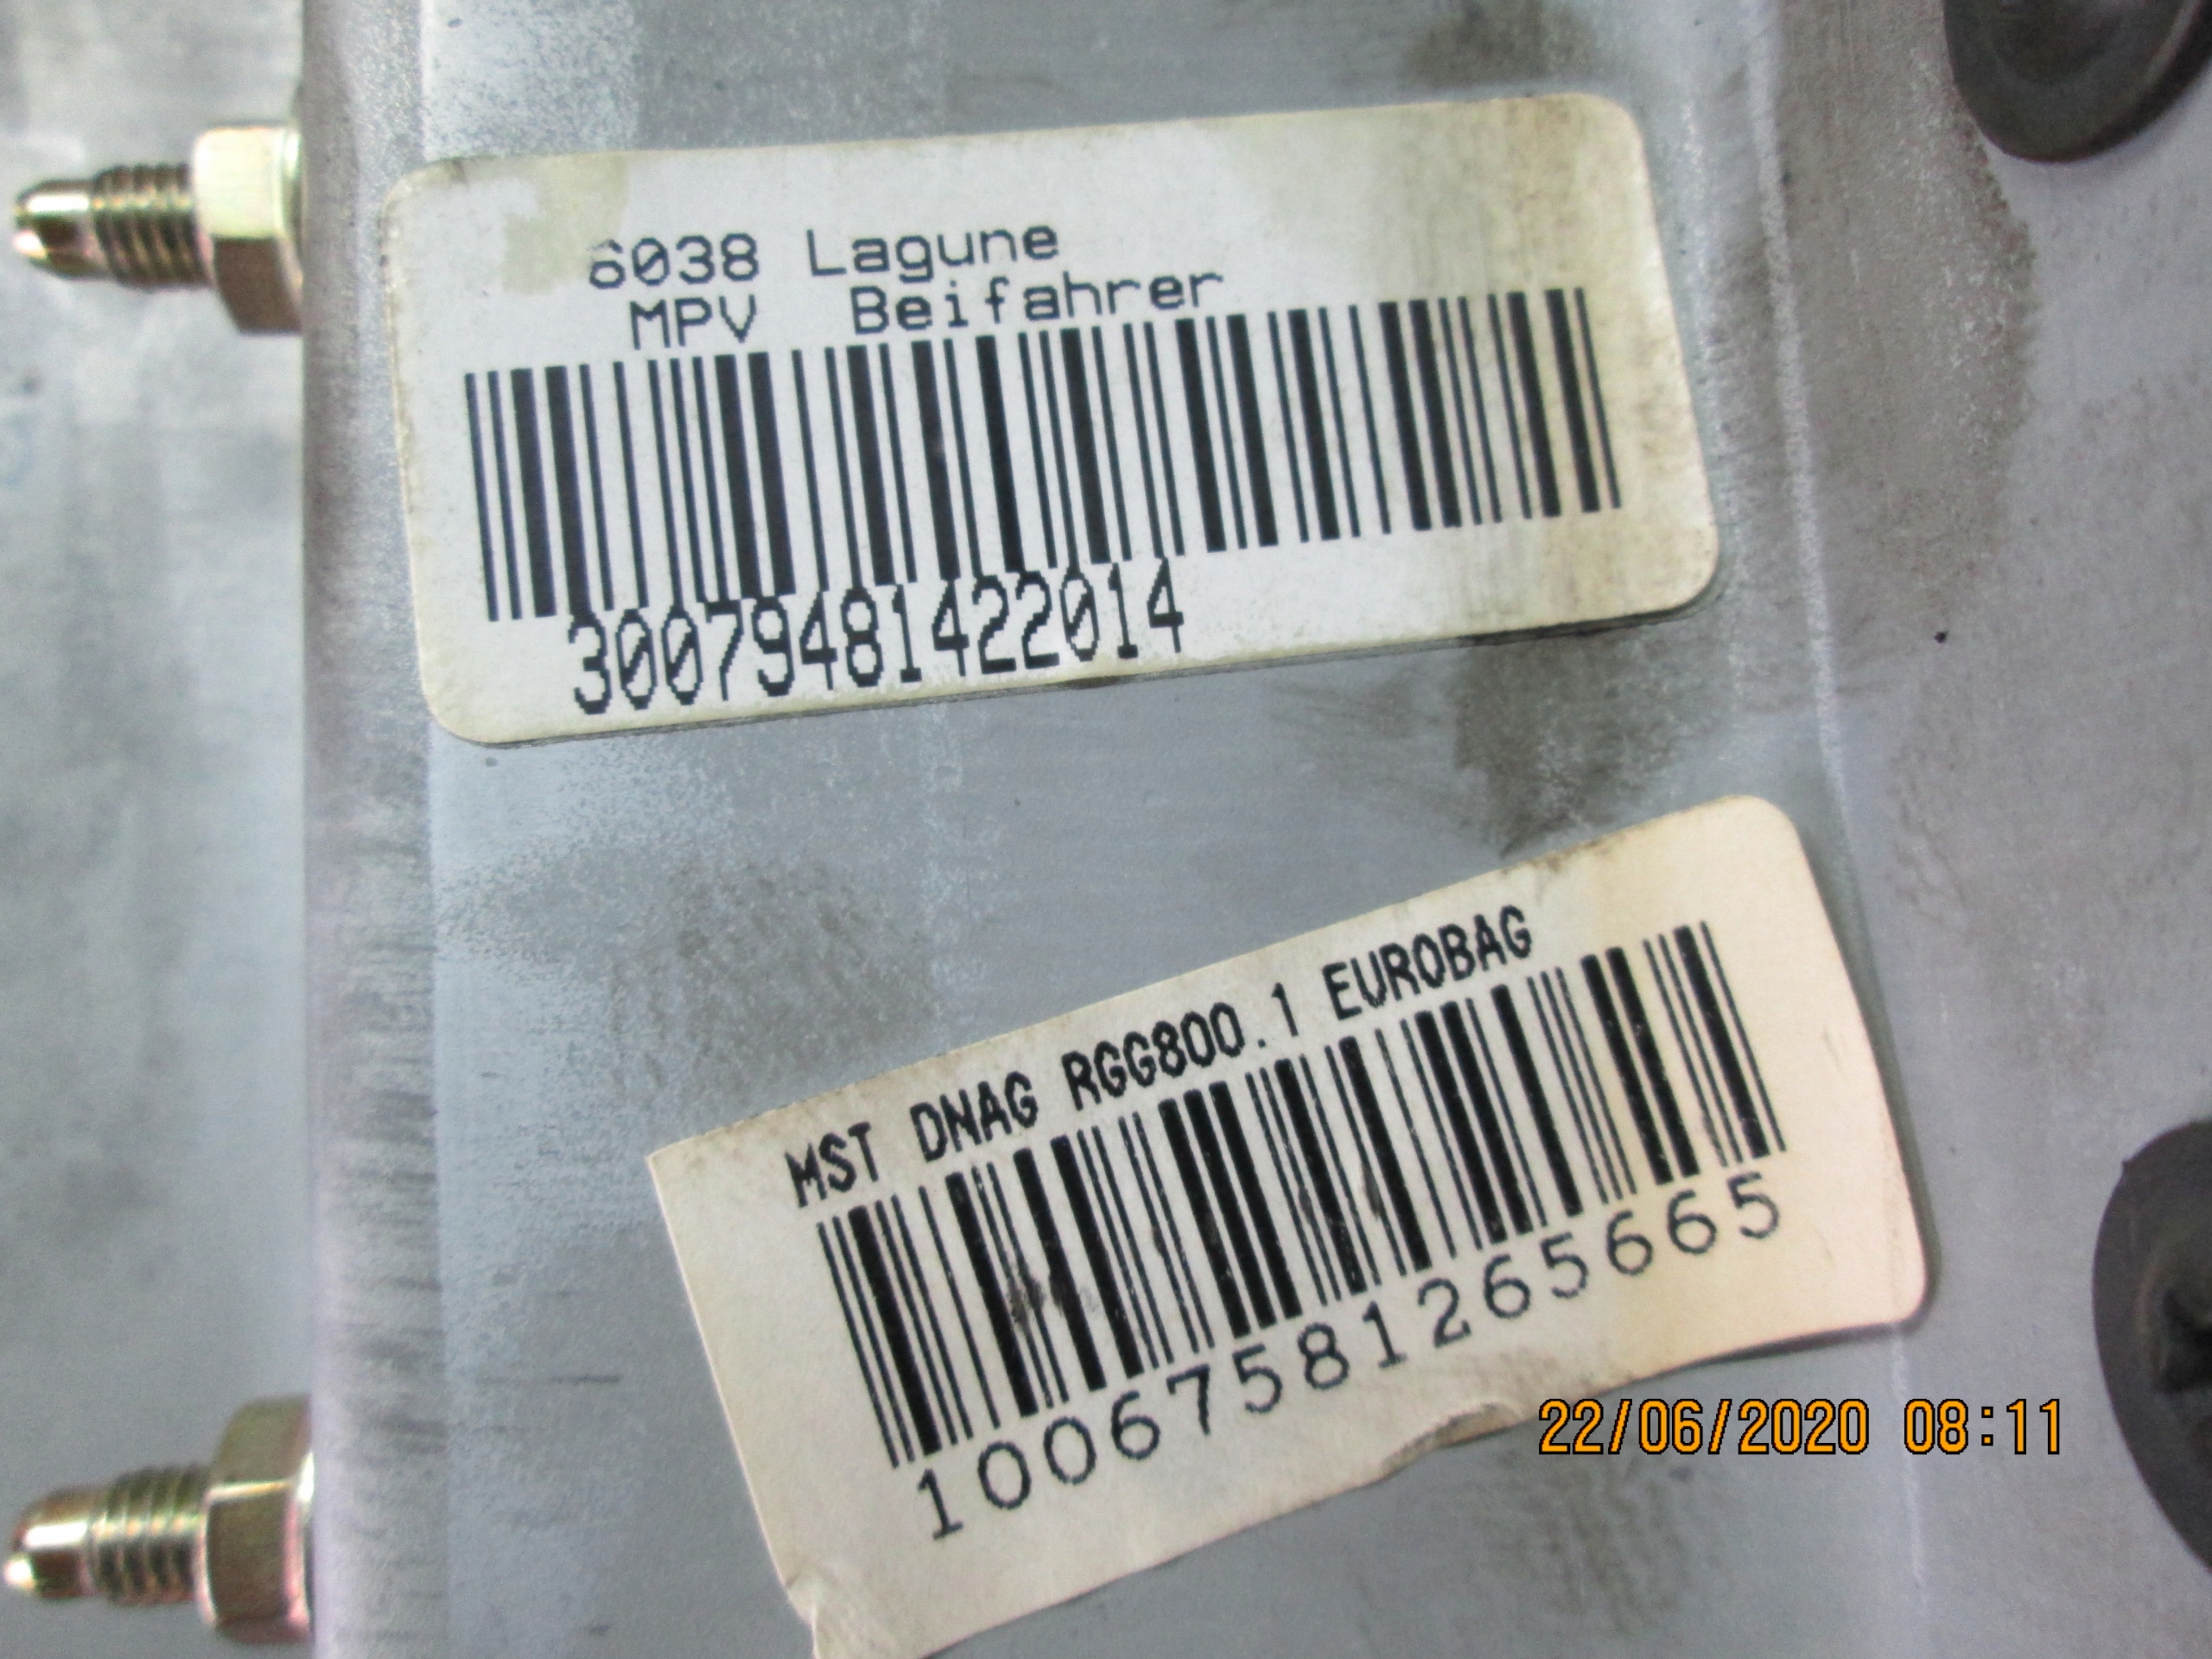 6038 Lagune
MPV Beifahrer
30079481422014
MST DNAG RGG800.1 EUROBAG
10067581265665
22/06/2020 08:11